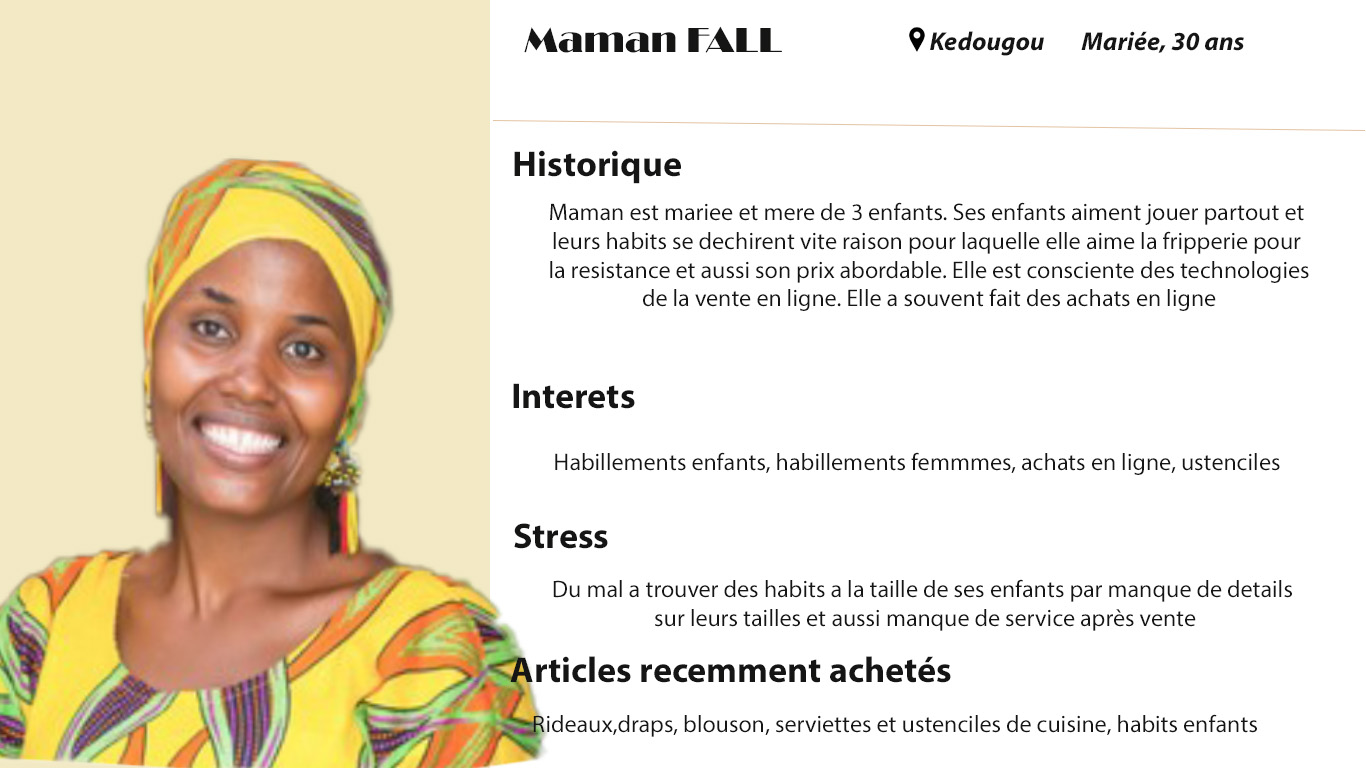 Maman FALL Kedougou Mariée, 30 ans
Historique
Maman est mariee et mere de 3 enfants. Ses enfants aiment jouer partout et
leurs habits se dechirent vite raison pour laquelle elle aime la fripperie pour
la resistance et aussi son prix abordable. Elle est consciente des technologies
de la vente en ligne. Elle a souvent fait des achats en ligne
Interets
Habillements enfants, habillements femmmes, achats en ligne, ustenciles
Stress
Du mal a trouver des habits a la taille de ses enfants par manque de details
sur leurs tailles et aussi manque de service après vente
Articles recemment achetés
Rideaux,draps, blouson, serviettes et ustenciles de cuisine, habits enfants